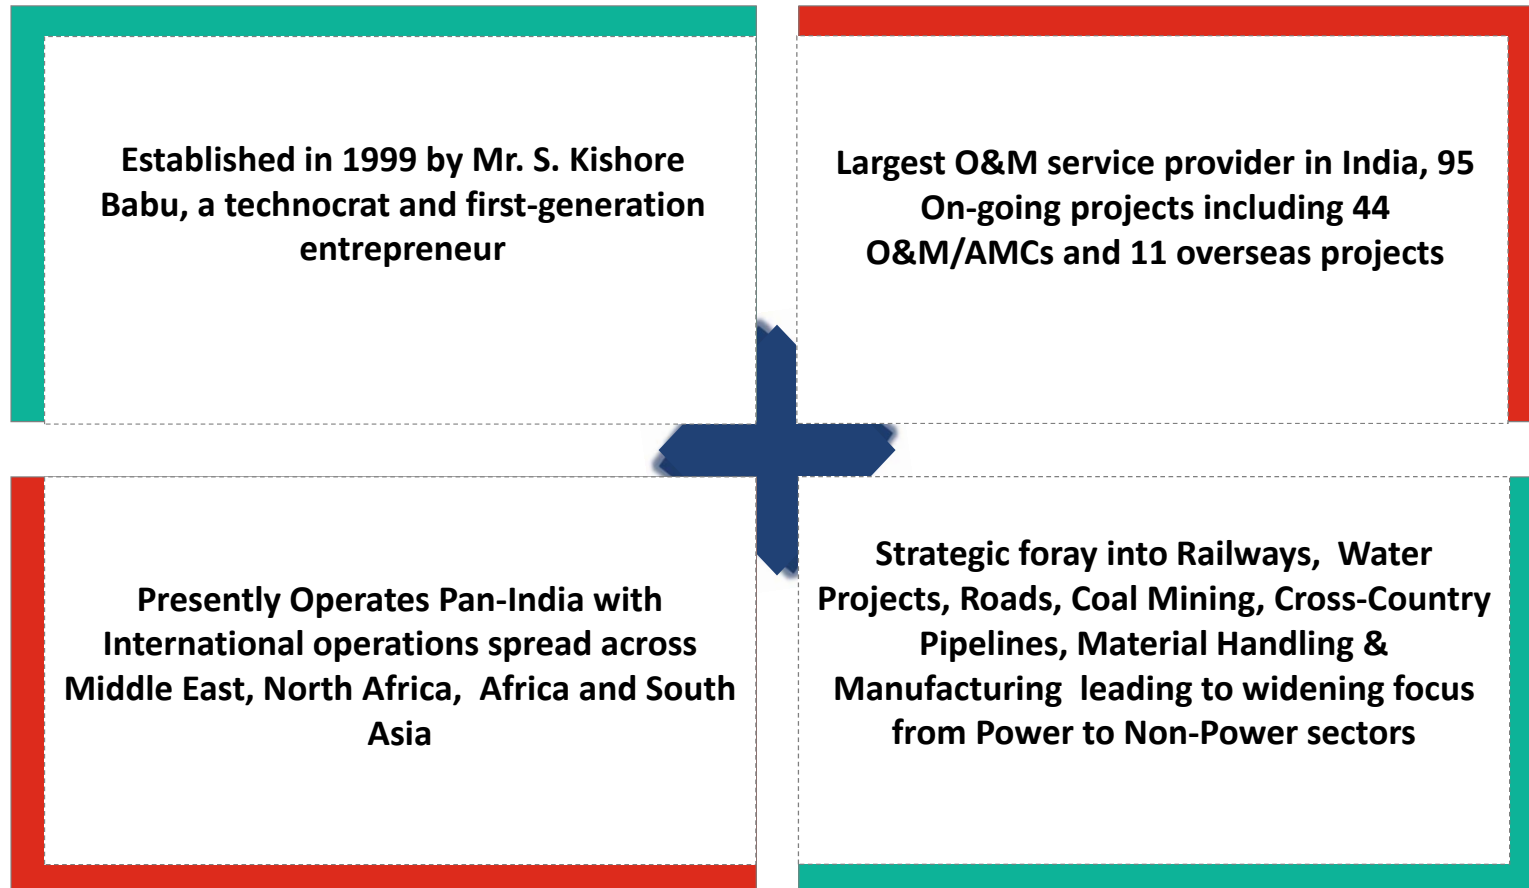 Established in 1999 by Mr. S. Kishore
Babu, a technocrat and first-generation
entrepreneur
Largest O&M service provider in India, 95
On-going projects including 44
O&M/AMCs and 11 overseas projects
Presently Operates Pan-India with
International operations spread across
Middle East, North Africa,  Africa and South
Asia
Strategic foray into Railways,  Water
Projects, Roads, Coal Mining, Cross-Country
Pipelines, Material Handling &
Manufacturing  leading to widening focus
from Power to Non-Power sectors